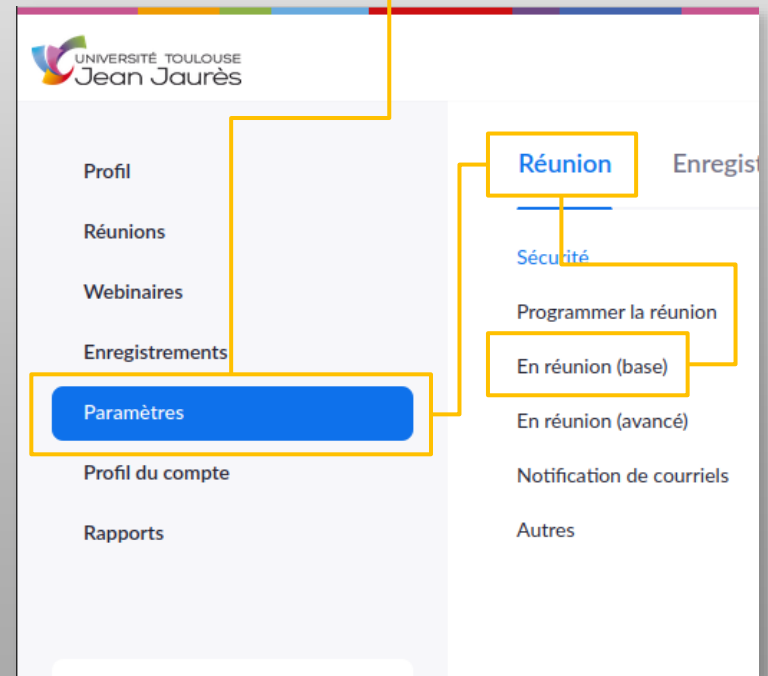 UNIVERSITÉ TOULOUSE
Jean Jaurès
Profil
Réunions
Webinaires
Enregistrements
Paramètres
Profil du compte
Rapports
Réunion Enregist
Sécurité
Programmer la réunion
En réunion (base)
En réunion (avancé)
Notification de courriels
Autres